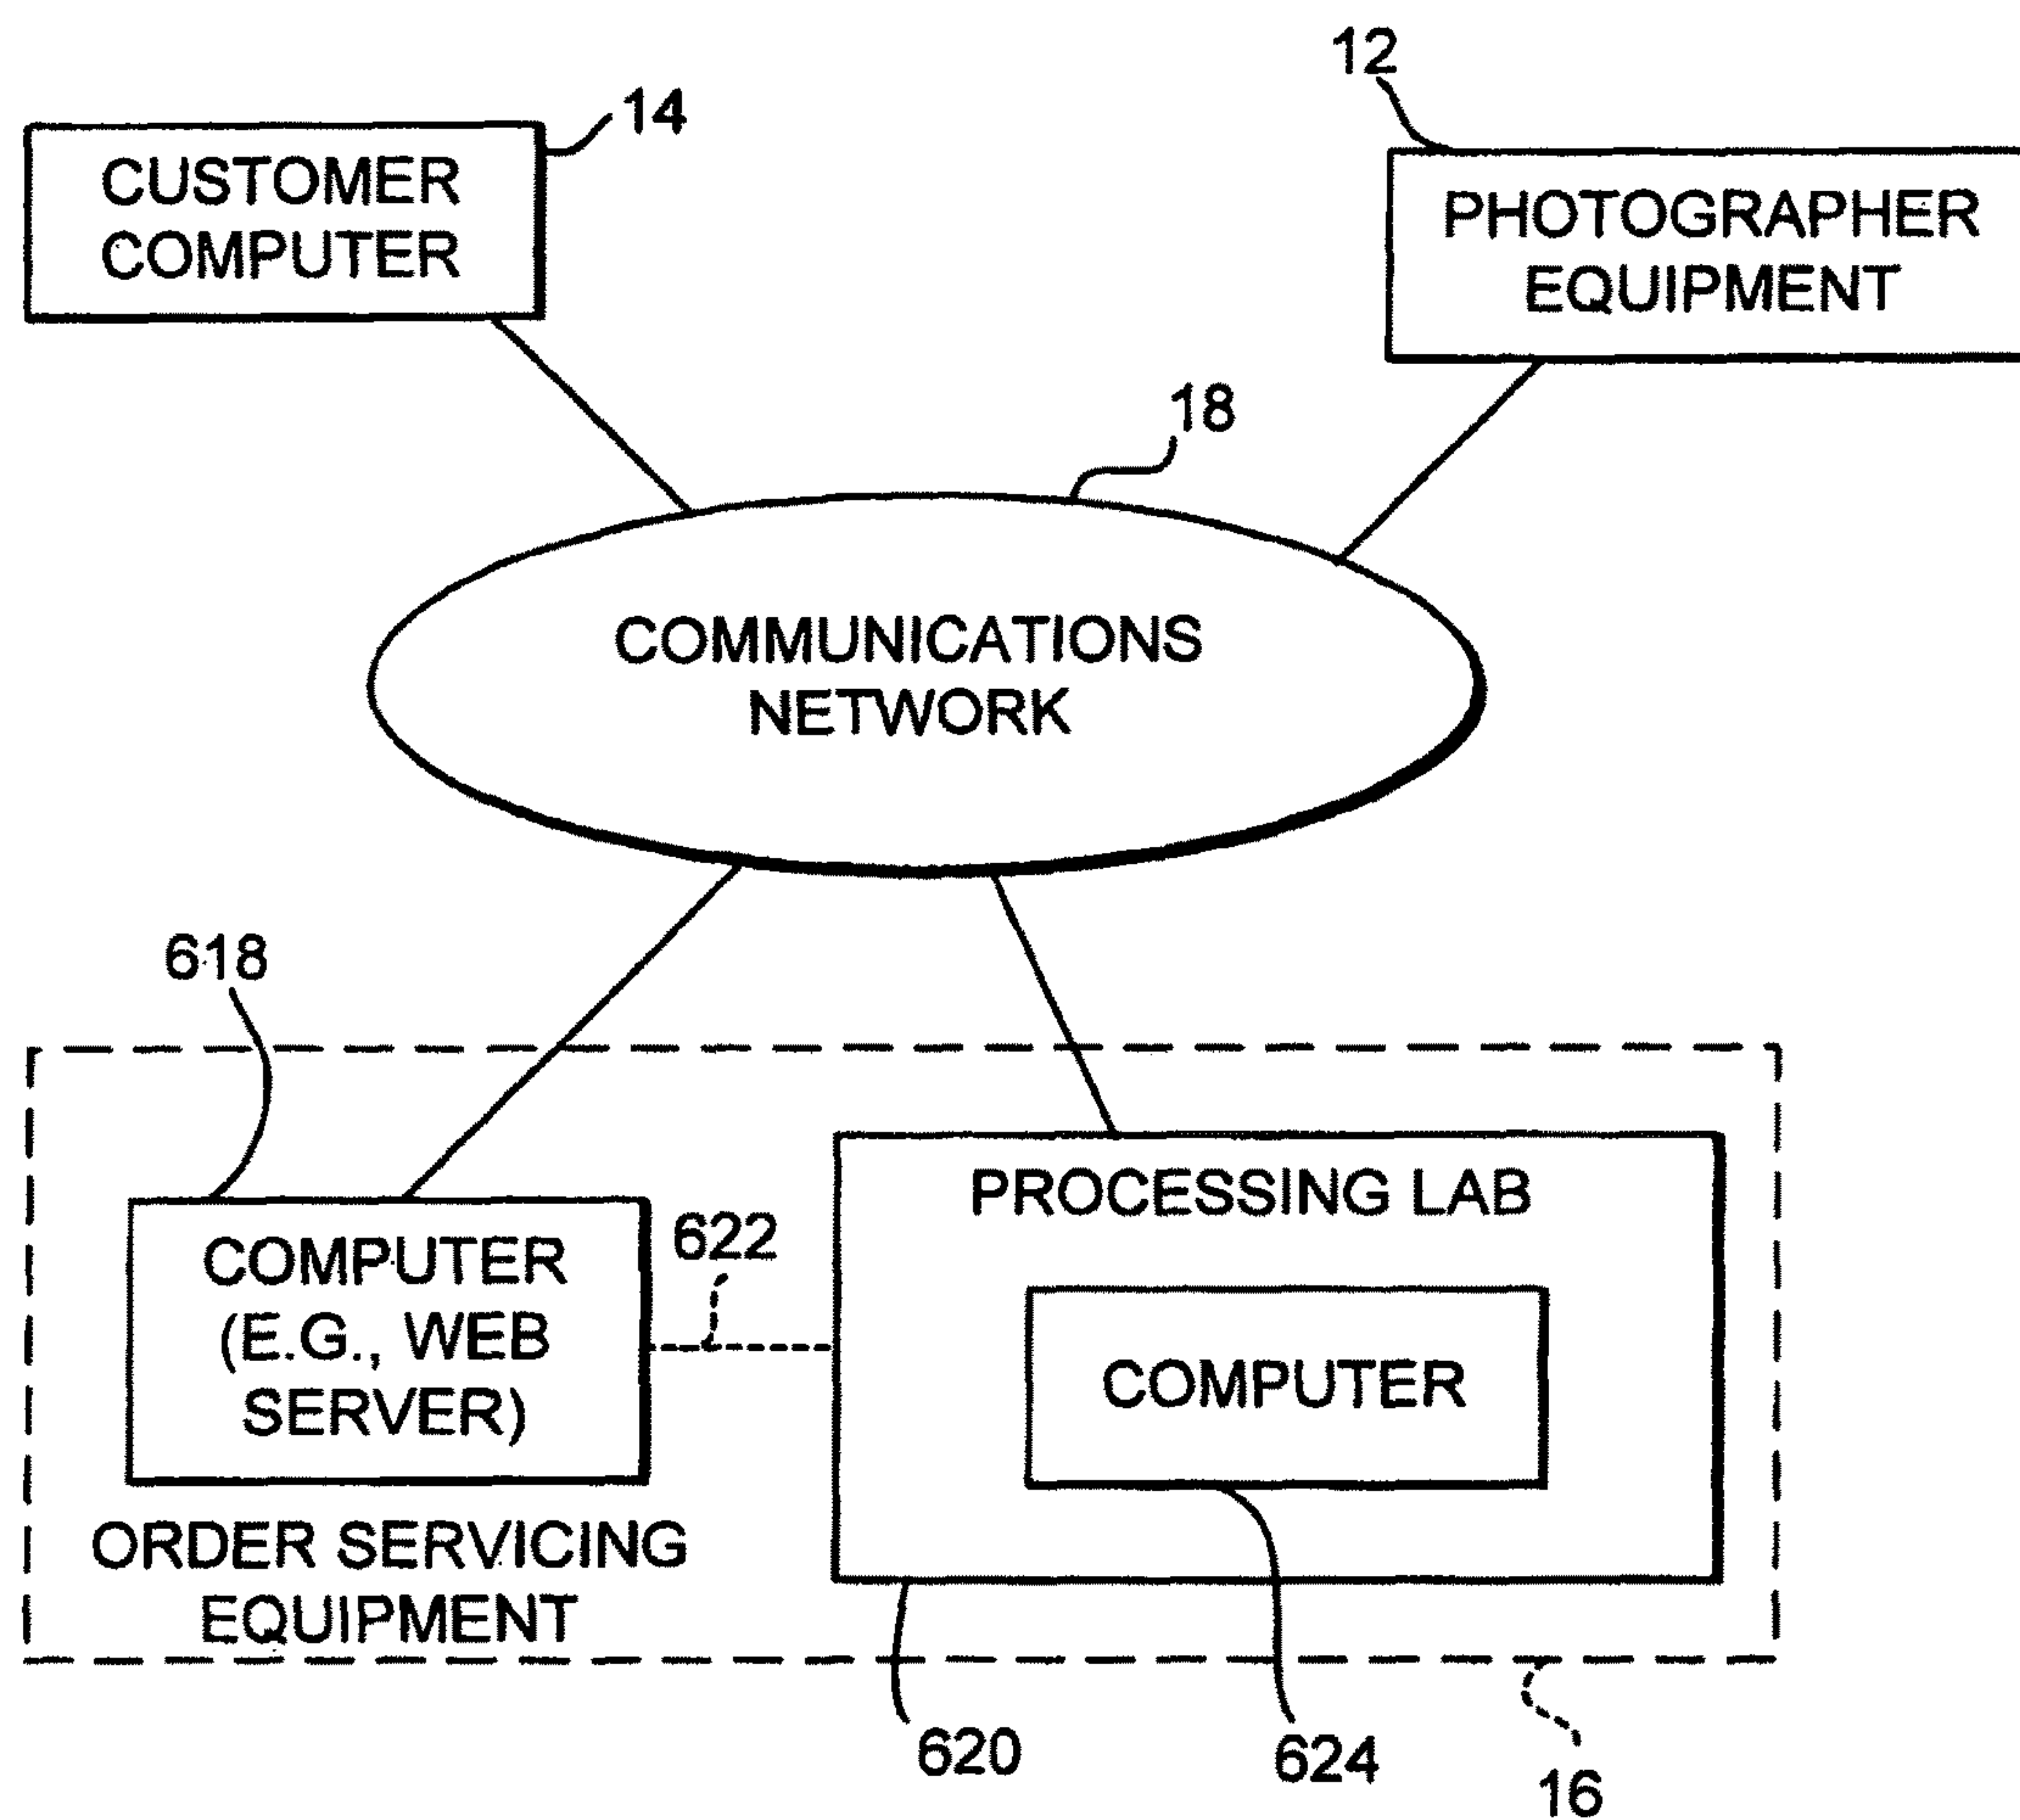 12
14
CUSTOMER
COMPUTER
PHOTOGRAPHER
EQUIPMENT
18
COMMUNICATIONS
NETWORK
618
PROCESSING LAB
622
COMPUTER
(E.G., WEB
SERVER)
COMPUTER
ORDER SERVICING
EQUIPMENT
620
624
16